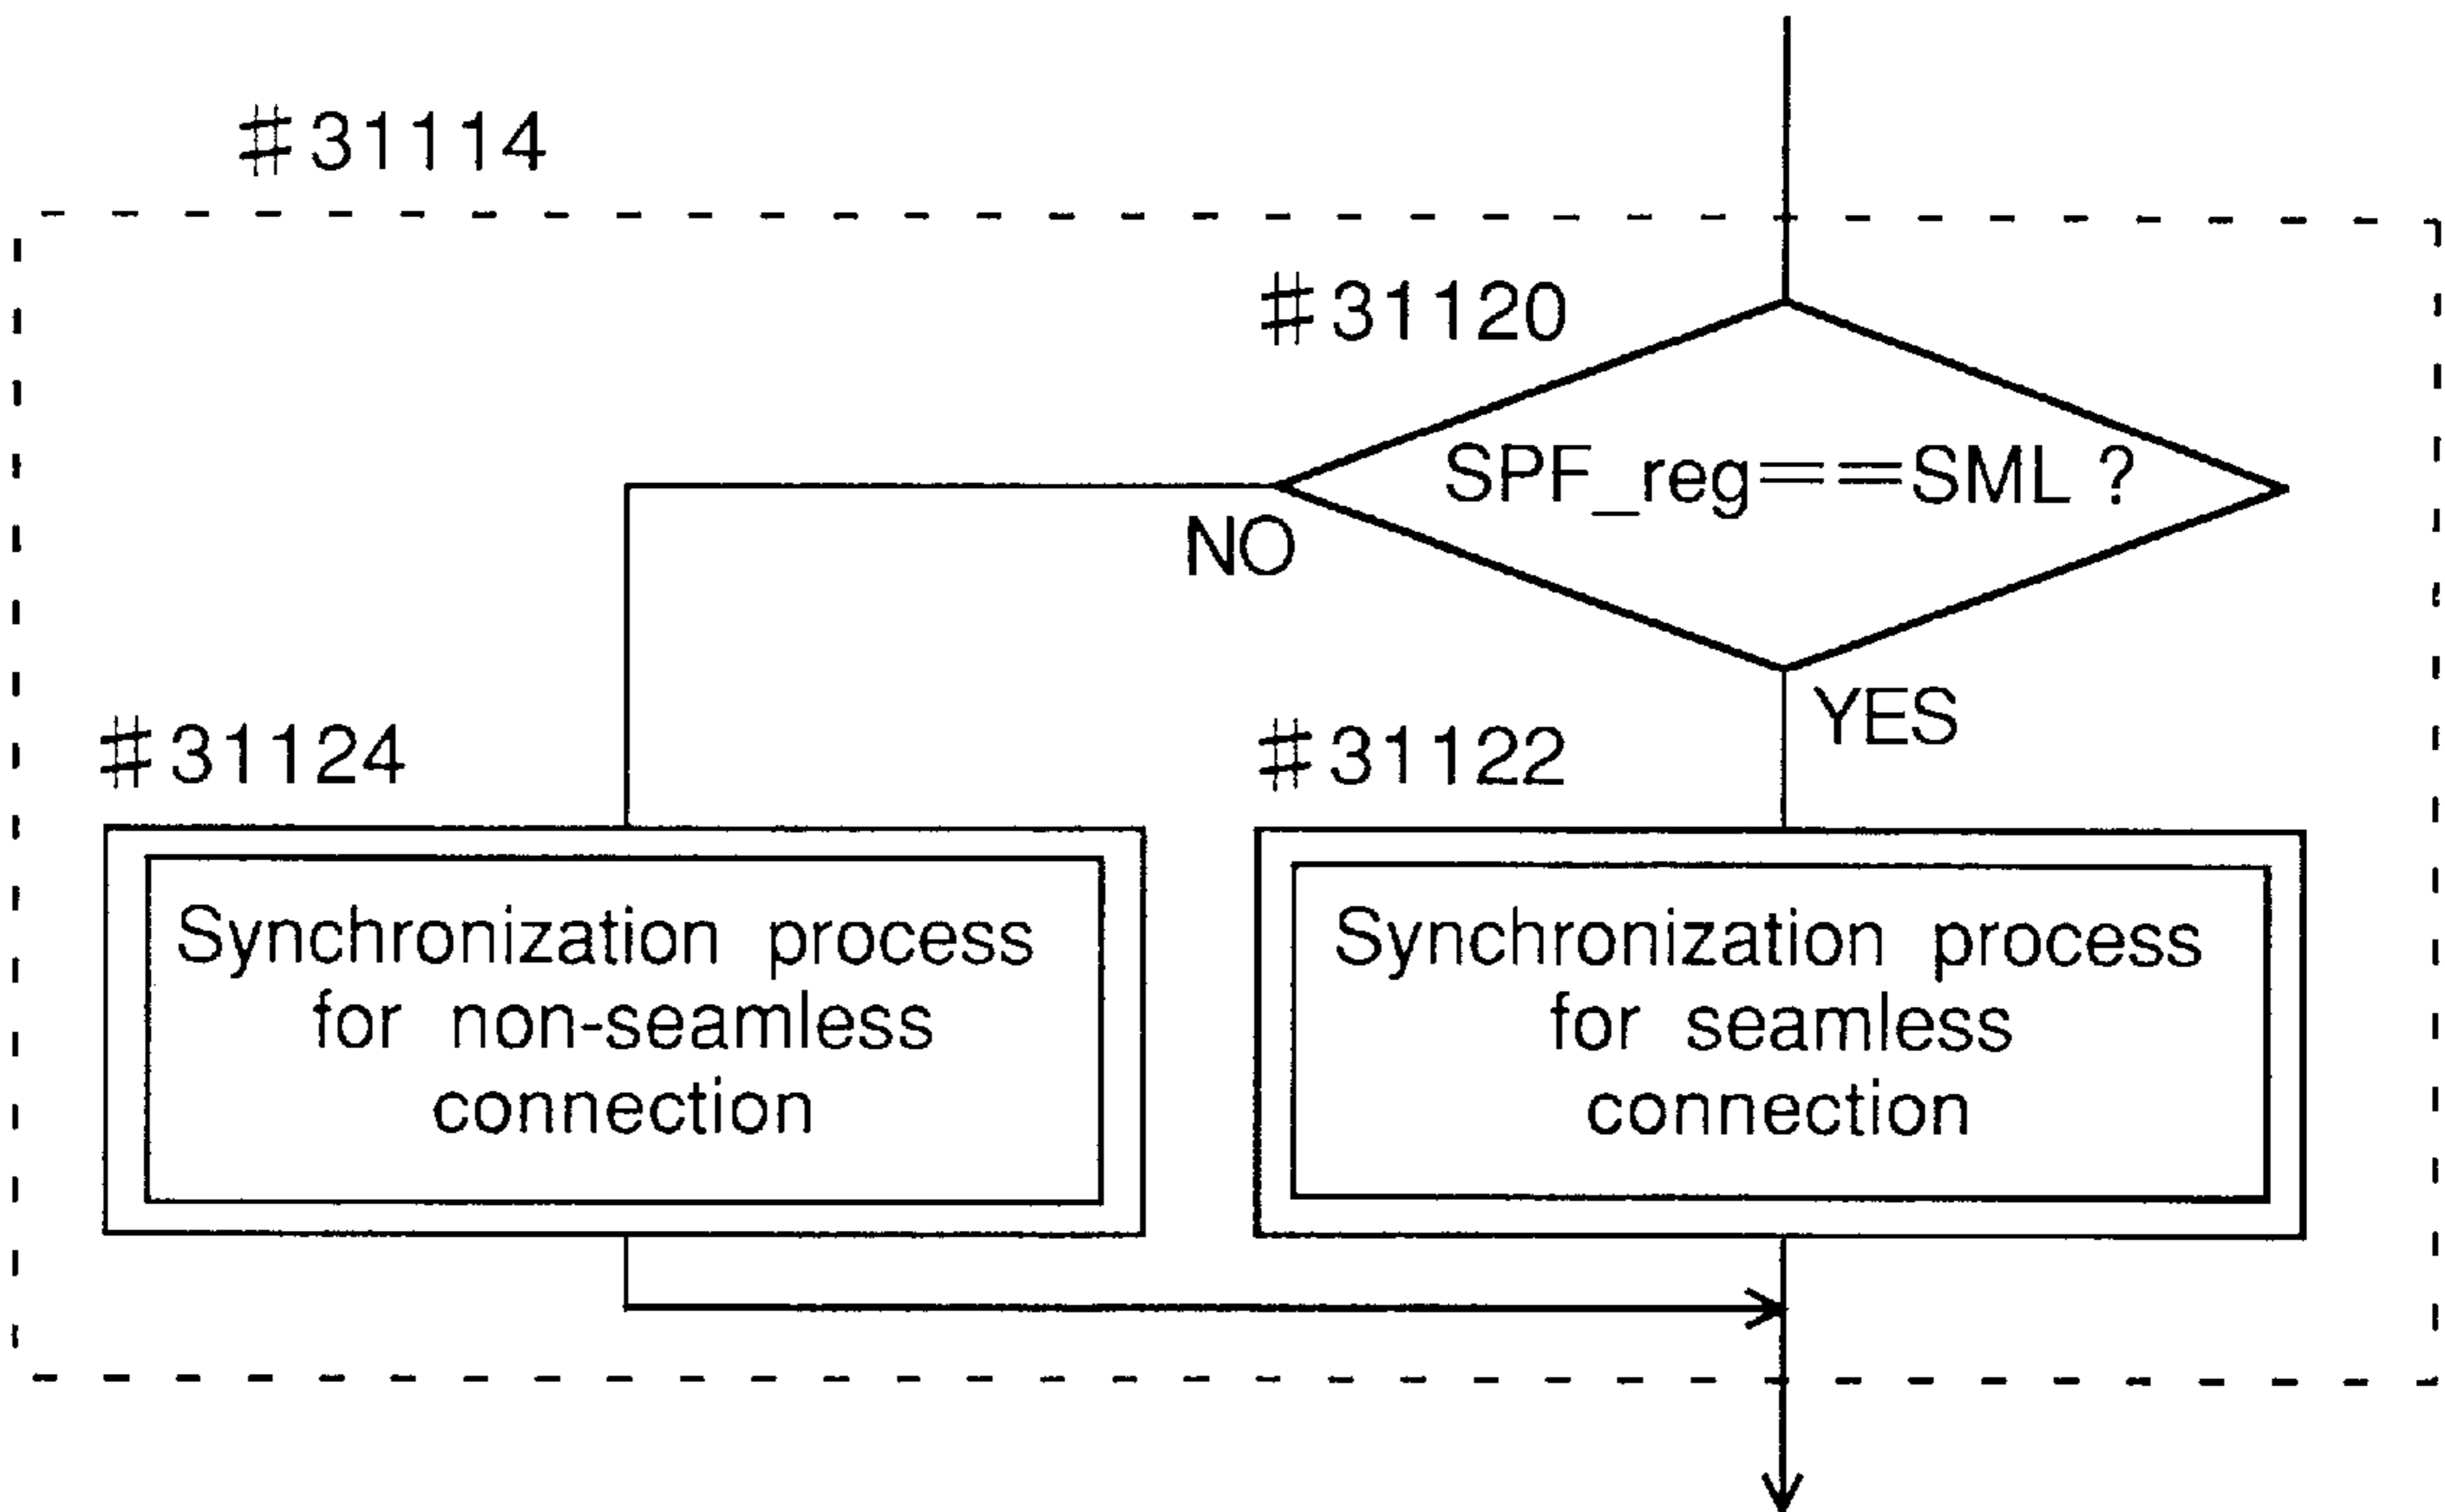 #31114
#31120
SPF_reg==SML ?
NO
YES
#31124
#31122
Synchronization process
for non-seamless
connection
Synchronization process
for seamless
connection